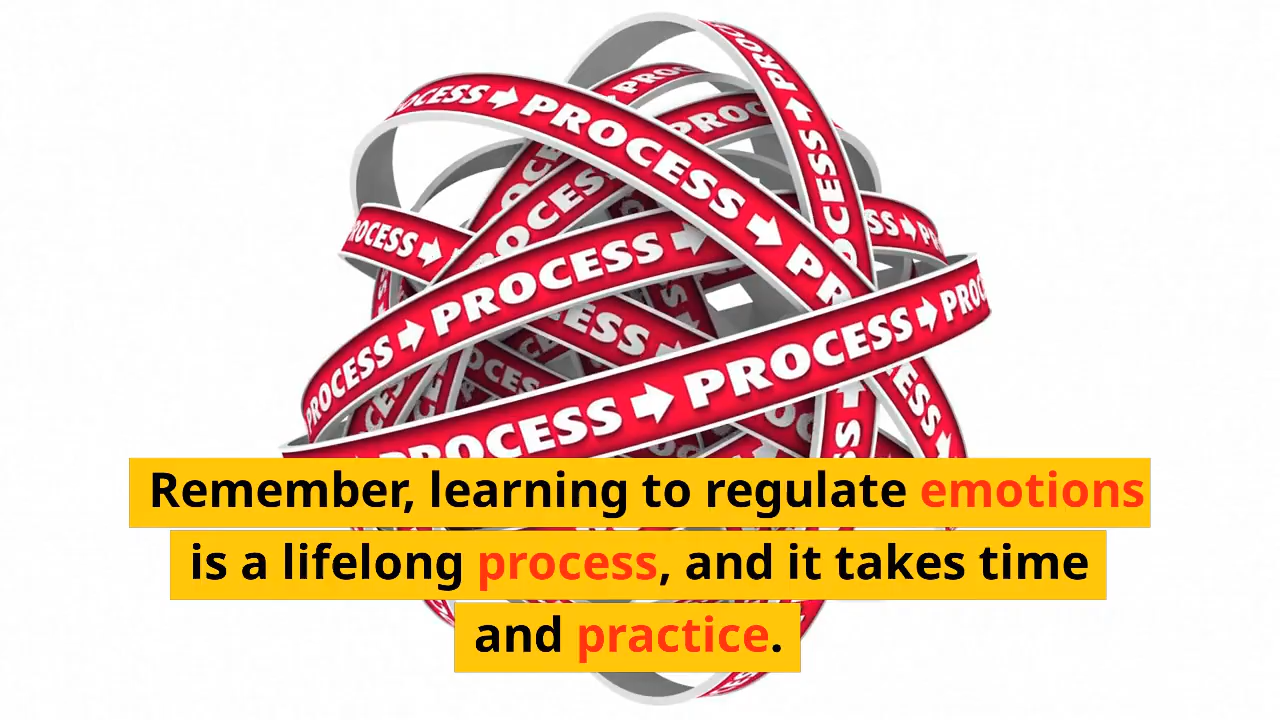 PROCESS
PROCESS
PROCESS
PROCESS
PROCESS
PROCESS
PROCESS
PROCESS
Remember, learning to regulate emotions
is a lifelong process, and it takes time
and practice.